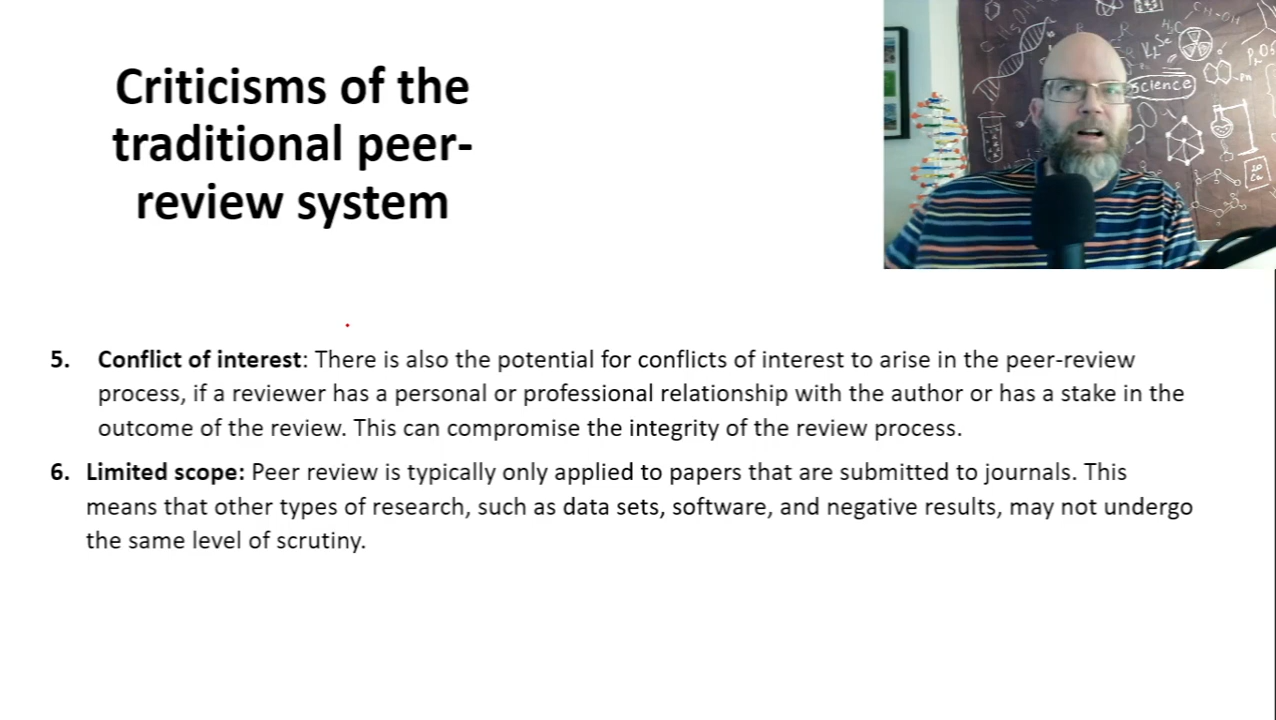 Criticisms of the
traditional peer-
review system
Science
5. Conflict of interest: There is also the potential for conflicts of interest to arise in the peer-review
process, if a reviewer has a personal or professional relationship with the author or has a stake in the
outcome of the review. This can compromise the integrity of the review process.
6. Limited scope: Peer review is typically only applied to papers that are submitted to journals. This
means that other types of research, such as data sets, software, and negative results, may not undergo
the same level of scrutiny.